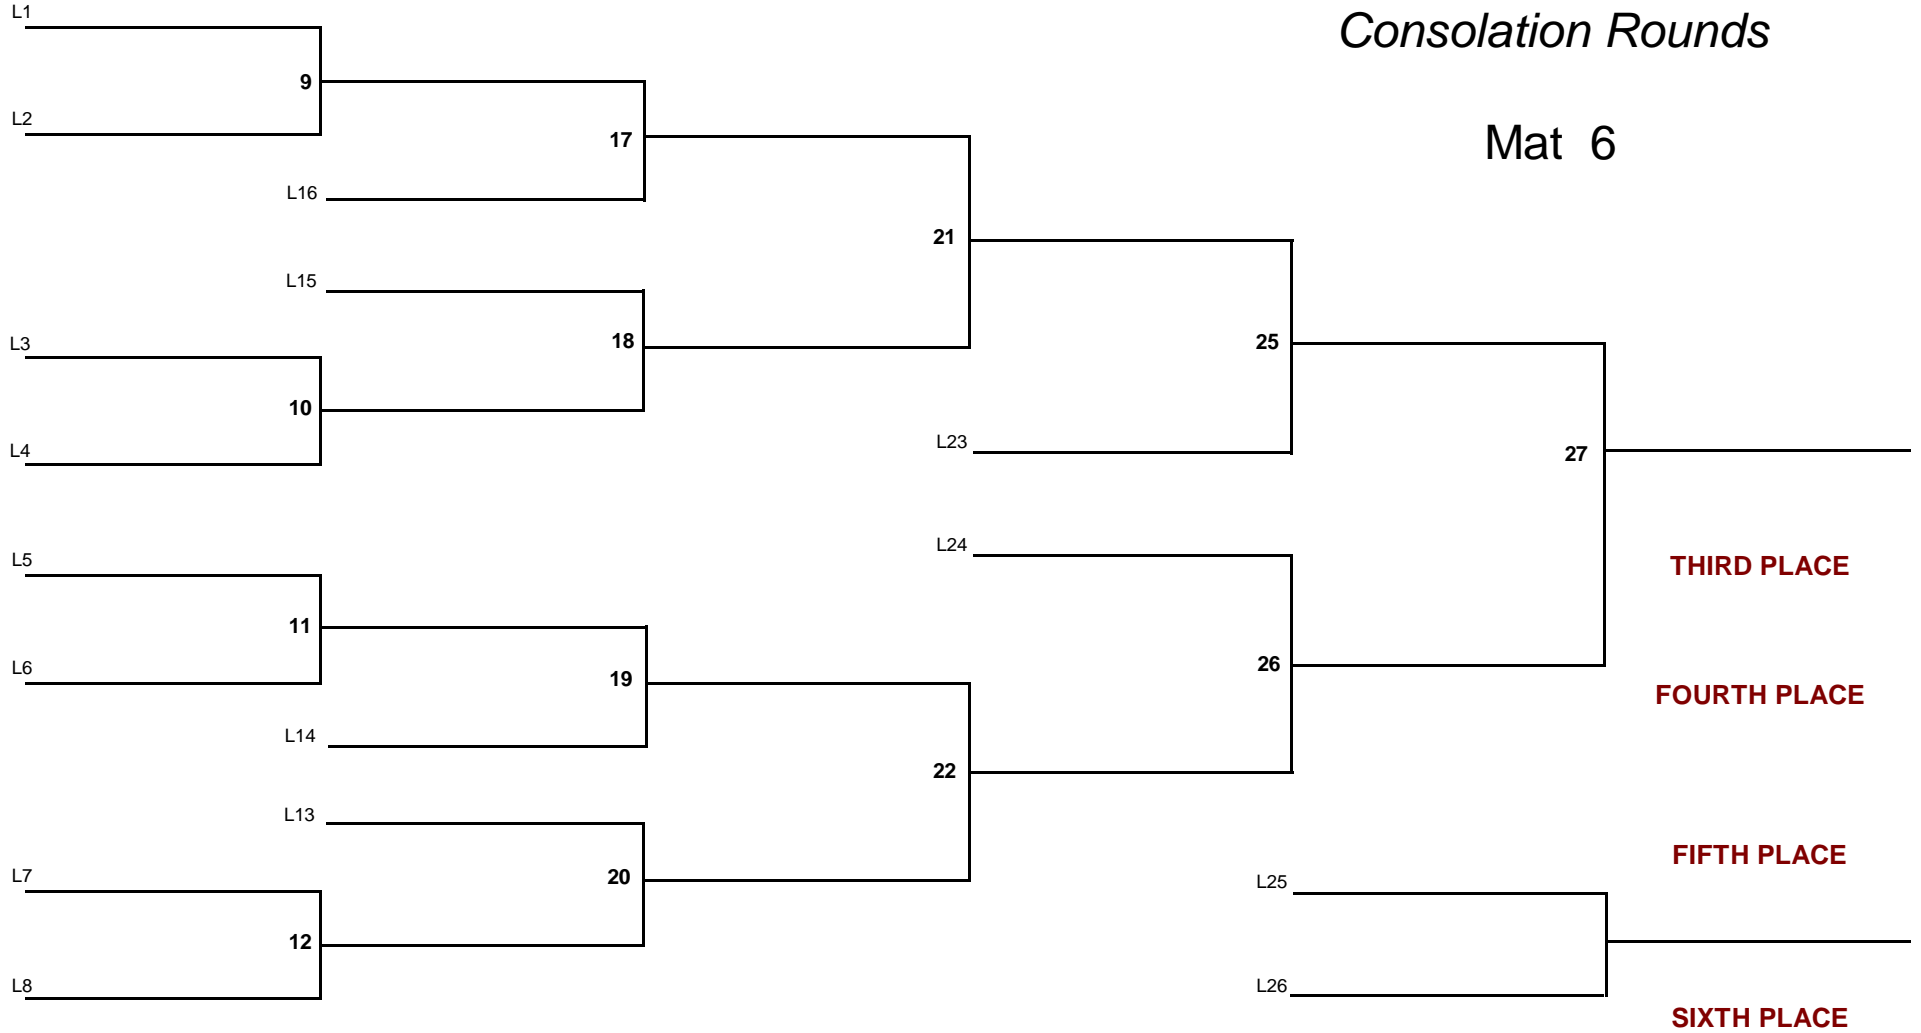 L1
Consolation Rounds
9
L2
17
Mat 6
L16
21
L15
18
25
L3
10
L23
L4
27
L24
L5
THIRD PLACE
11
L6
19
26
FOURTH PLACE
L14
22
L13
FIFTH PLACE
L7
20
L25
12
L8
L26
SIXTH PLACE